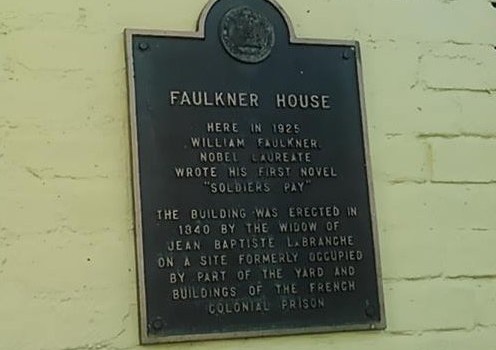 FAULKNER HOUSE
HERE IN 1925
WILLIAM FAULKNER,
NOBEL LAUREATE
WROTE HIS FIRST NOVEL
"SOLDIERS PAY"
THE BUILDING WAS ERECTED IN
1840 BY THE WIDOW OF
JEAN BAPTISTE LABRANCHE
ON A SITE FORMERLY OCCUPIED
BY PART OF THE YARD AND
BUILDINGS OF THE FRENCH
COLONIAL PRISON